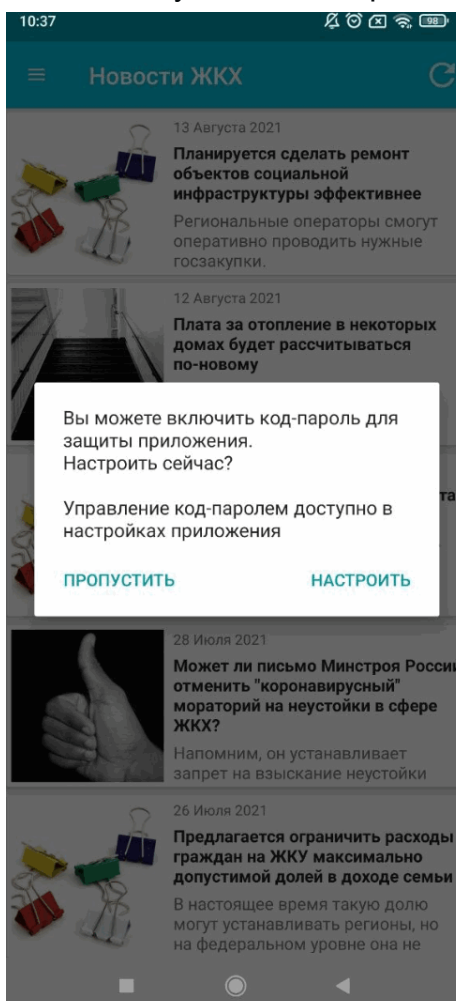 10:37
98
Новости ЖКХ
13 Августа 2021
Планируется сделать ремонт
объектов социальной
инфраструктуры эффективнее
Региональные операторы смогут
оперативно проводить нужные
госзакупки.
12 Августа 2021
Плата за отопление в некоторых
домах будет рассчитываться
по-новому
Вы можете включить код-пароль для
защиты приложения.
Настроить сейчас?
Управление код-паролем доступно в
настройках приложения
ПРОПУСТИТЬ
НАСТРОИТЬ
28 Июля 2021
Может ли письмо Минстроя России
отменить "коронавирусный"
мораторий на неустойки в сфере
ЖКХ?
Напомним, он устанавливает
запрет на взыскание неустойки
26 Июля 2021
Предлагается ограничить расходы
граждан на ЖКУ максимально
допустимой долей в доходе семьи
В настоящее время такую долю
могут устанавливать регионы, но
на федеральном уровне она не